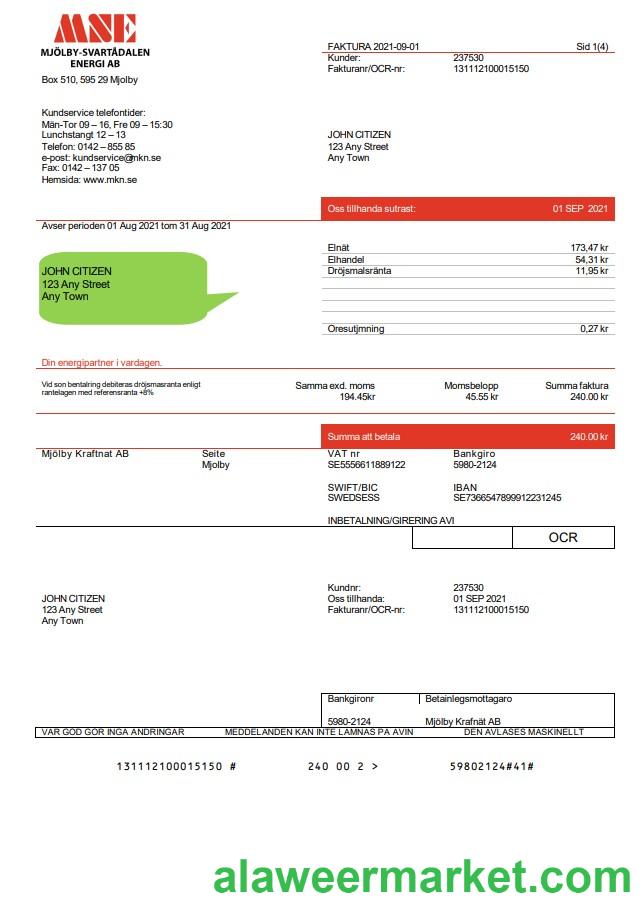 MSE
MJÖLBY-SVARTÅDALEN
ENERGI AB
Box 510, 595 29 Mjolby
FAKTURA 2021-09-01 Sid 1(4)
Kunder: 237530
Fakturanr/OCR-nr: 131112100015150
Kundservice telefontider:
Män-Tor 09 – 16, Fre 09 – 15:30
Lunchstangt 12 – 13
Telefon: 0142 – 855 85
e-post: kundservice@mkn.se
Fax: 0142 – 137 05
Hemsida: www.mkn.se
JOHN CITIZEN
123 Any Street
Any Town
Oss tillhanda sutrast: 01 SEP 2021
Avser perioden 01 Aug 2021 tom 31 Aug 2021
JOHN CITIZEN
123 Any Street
Any Town
Elnät 173,47 kr
Elhandel 54,31 kr
Dröjsmalsränta 11,95 kr
Oresutjmning 0,27 kr
Din energipartner i vardagen.
Vid son bentalring debiteras dröjsmasranta enligt
rantelagen med referensranta +8%
Samma exd. moms Momsbelopp Summa faktura
194.45kr 45.55 kr 240.00 kr
Summa att betala 240.00 kr
Mjölby Kraftnat AB Seite
Mjolby
VAT nr Bankgiro
SE5556611889122 5980-2124
SWIFT/BIC IBAN
SWEDSESS SE7366547899912231245
INBETALNING/GIRERING AVI
OCR
JOHN CITIZEN
123 Any Street
Any Town
Kundnr: 237530
Oss tillhanda: 01 SEP 2021
Fakturanr/OCR-nr: 131112100015150
Bankgironr Betainlegsmottagaro
5980-2124 Mjölby Krafnät AB
VAR GOD GOR INGA ANDRINGAR MEDDELANDEN KAN INTE LAMNAS PA AVIN DEN AVLASES MASKINELLT
131112100015150 # 240 00 2 > 59802124#41#
alaweermarket.com